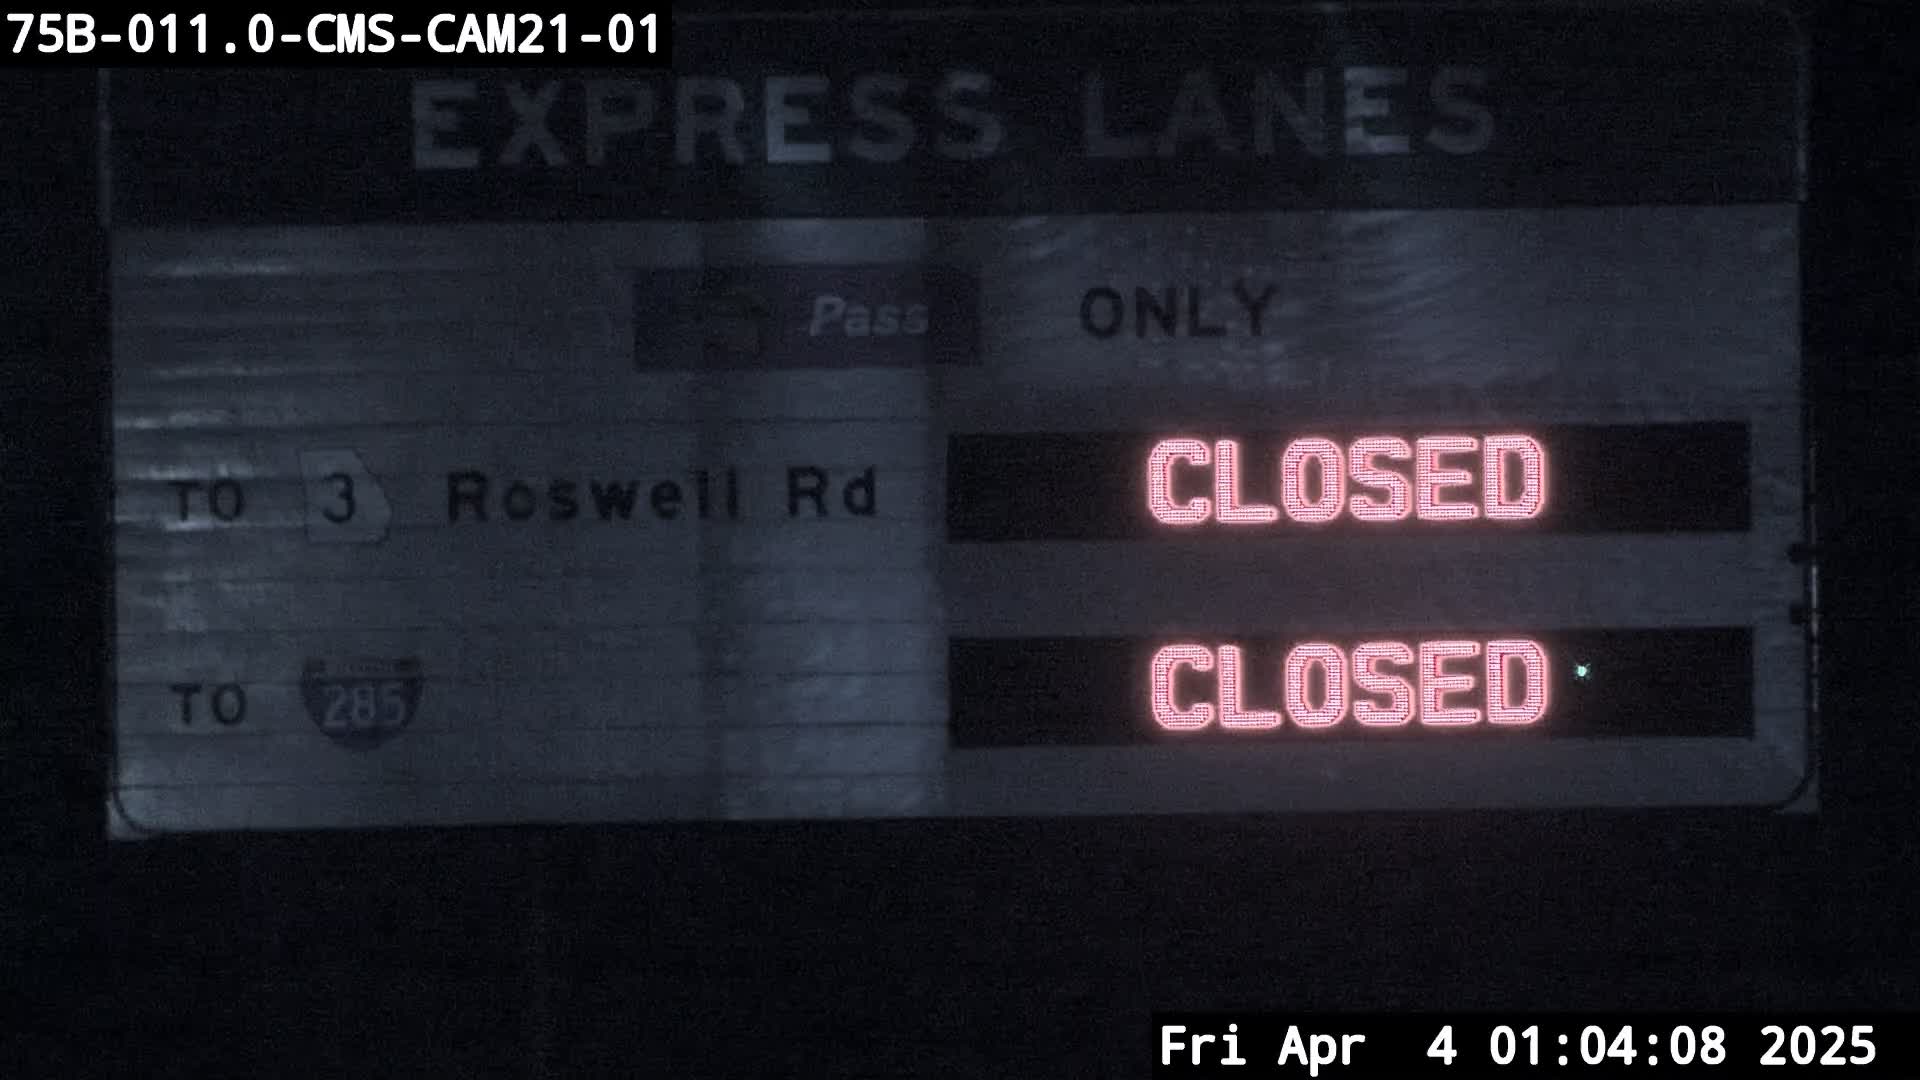 75B-011.0-CMS-CAM21-01
EXPRESS LANES
Pass ONLY
TO 3 Roswell Rd CLOSED
TO 285 CLOSED
Fri Apr 4 01:04:08 2025